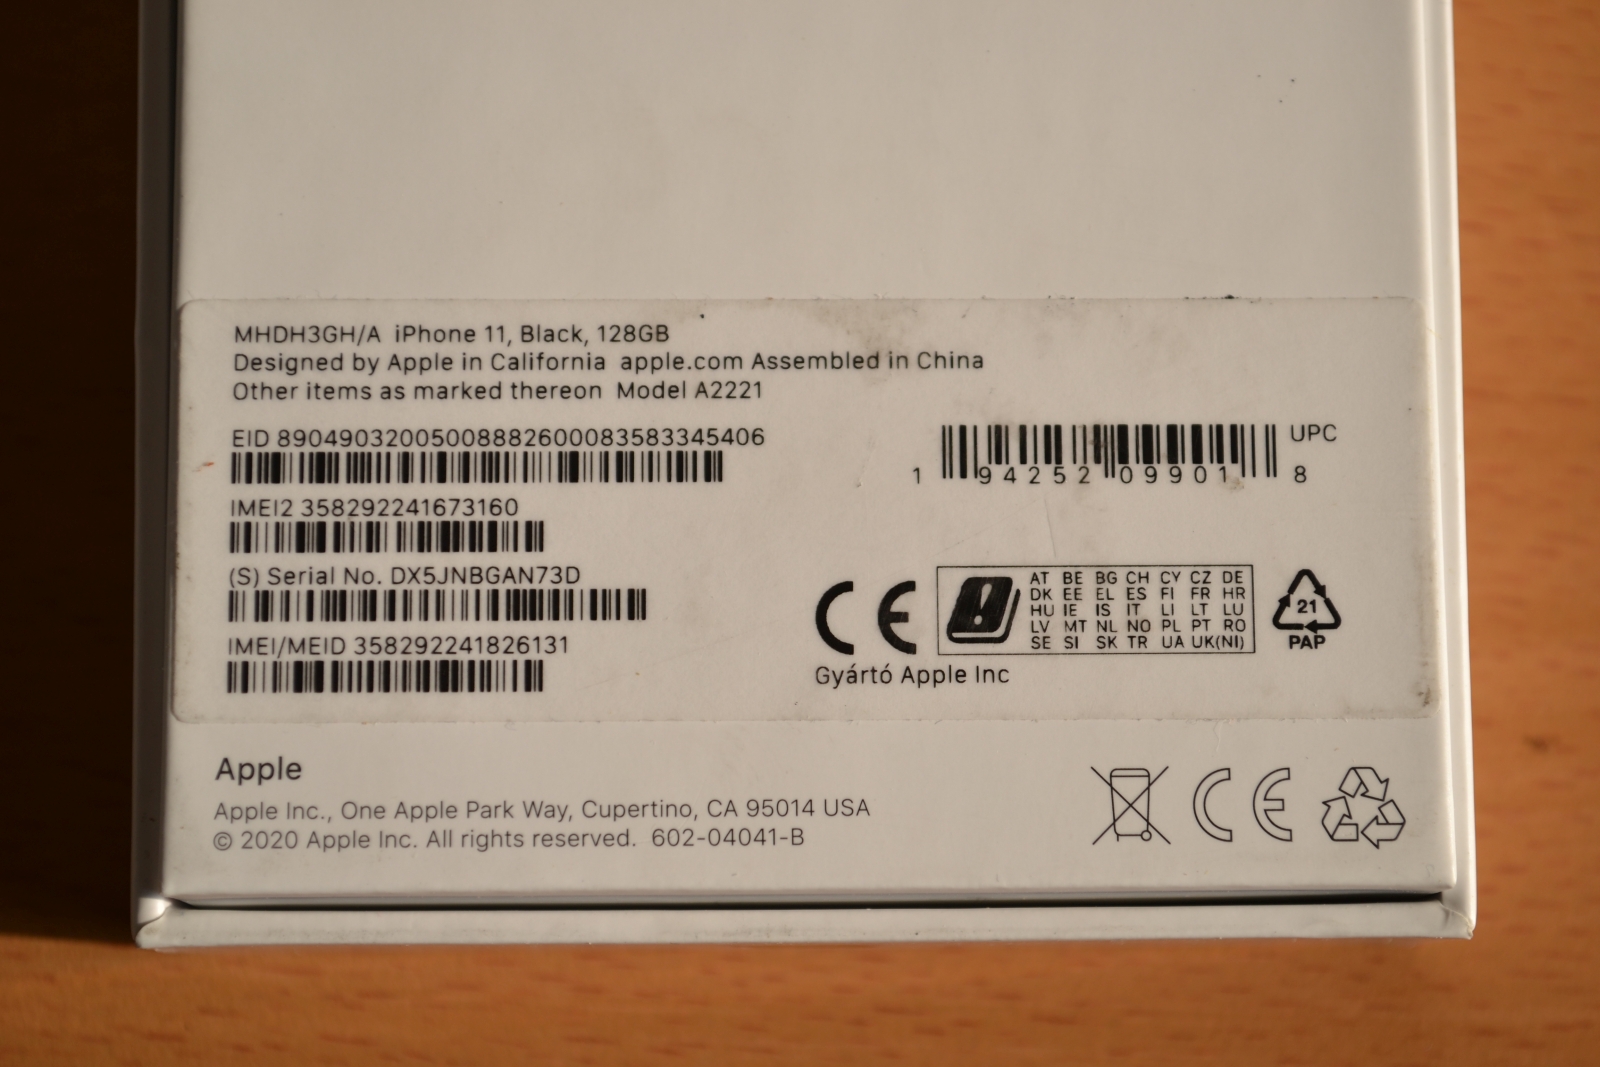 MHDH3GH/A iPhone 11, Black, 128GB
Designed by Apple in California apple.com Assembled in China
Other items as marked thereon Model A2221
EID 89049032005008882600083583345406
UPC
1 94252 09901 8
IMEI2 358292241673160
(S) Serial No. DX5JNBGAN73D
IMEI/MEID 358292241826131
CE
AT BE BG CH CY CZ DE
DK EE EL ES FI FR HR
HU IE IS IT LI LT LU
LV MT NL NO PL PT RO
SE SI SK TR UA UK(NI)
21
PAP
Gyártó Apple Inc
Apple
Apple Inc., One Apple Park Way, Cupertino, CA 95014 USA
© 2020 Apple Inc. All rights reserved. 602-04041-B
CE